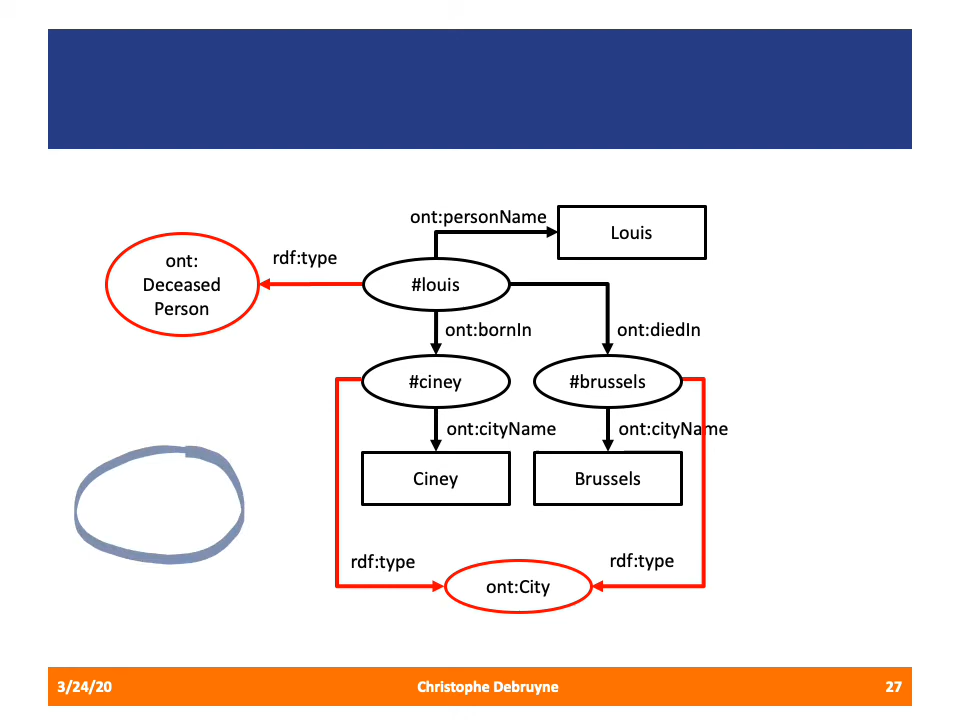 ont:personName
Louis
ont:
Deceased
Person
rdf:type
#louis
ont:bornIn
ont:diedIn
#ciney
#brussels
ont:cityName
ont:cityName
Ciney
Brussels
rdf:type
rdf:type
ont:City
3/24/20
Christophe Debruyne
27